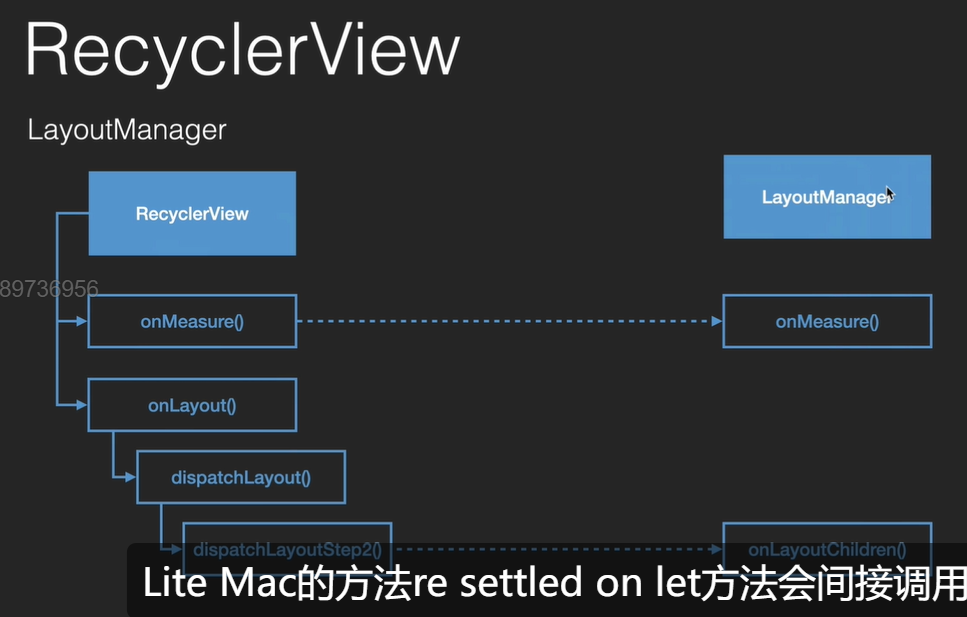 RecyclerView
LayoutManager
RecyclerView
LayoutManager
89736956
onMeasure()
onMeasure()
onLayout()
dispatchLayout()
dispatchLayoutStep2()
onLayoutChildren()
Lite Mac的方法re settled on let方法会间接调用